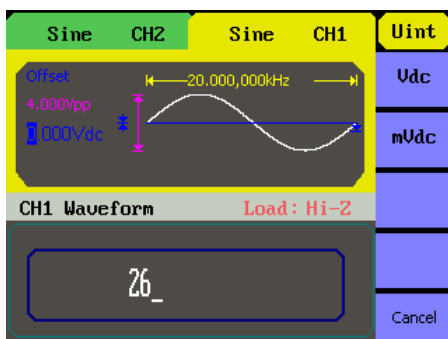 Sine CH2 Sine CH1 Uint
Offset
20.000,000kHz
Vdc
4.000Vpp
0.000Vdc
mVdc
CH1 Waveform Load: Hi-Z
26_
Cancel